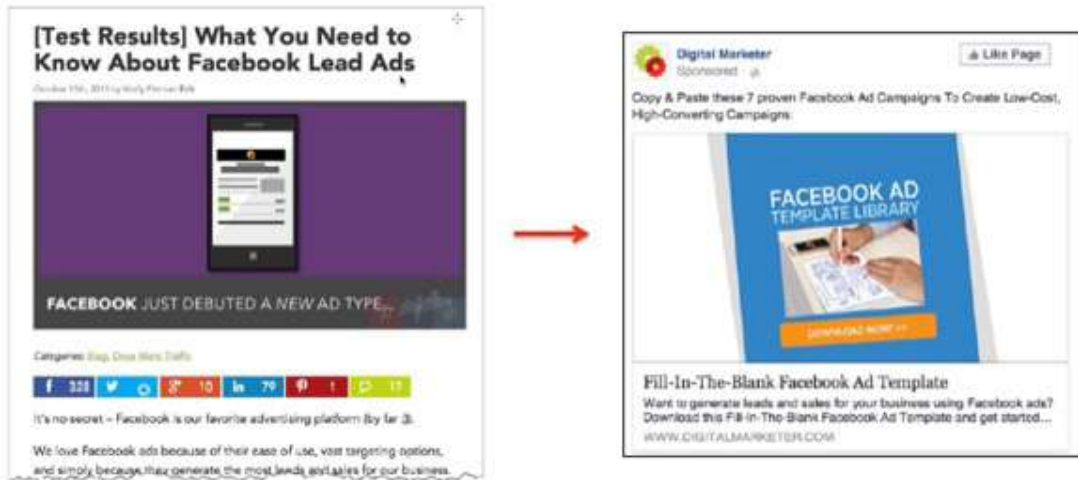 [Test Results] What You Need to
Know About Facebook Lead Ads
FACEBOOK JUST DEBUTED A NEW AD TYPE
Categories: Blog,
f 328 10 in 79 1 17
It's no secret – Facebook is our favorite advertising platform (by far
We love Facebook ads because of their ease of use, vast targeting options,
and simply because they generate the most leads and sales for our business.
Digital Marketer
Sponsored
Like Page
Copy & Paste these 7 proven Facebook Ad Campaigns To Create Low-Cost,
High-Converting Campaigns:
FACEBOOK AD
TEMPLATE LIBRARY
DOWNLOAD NOW >>
Fill-In-The-Blank Facebook Ad Template
Want to generate leads and sales for your business using Facebook ads?
Download this Fill-In-The-Blank Facebook Ad Template and get started...
WWW.DIGITALMARKETER.COM